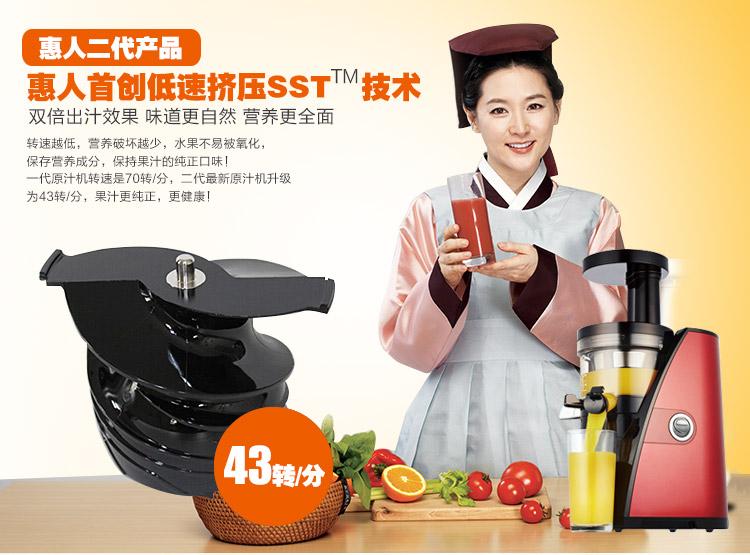 惠人二代产品
惠人首创低速挤压SST™技术
双倍出汁效果 味道更自然 营养更全面
转速越低，营养破坏越少，水果不易被氧化，
保存营养成分，保持果汁的纯正口味！
一代原汁机转速是70转/分，二代最新原汁机升级
为43转/分，果汁更纯正，更健康！
43转/分